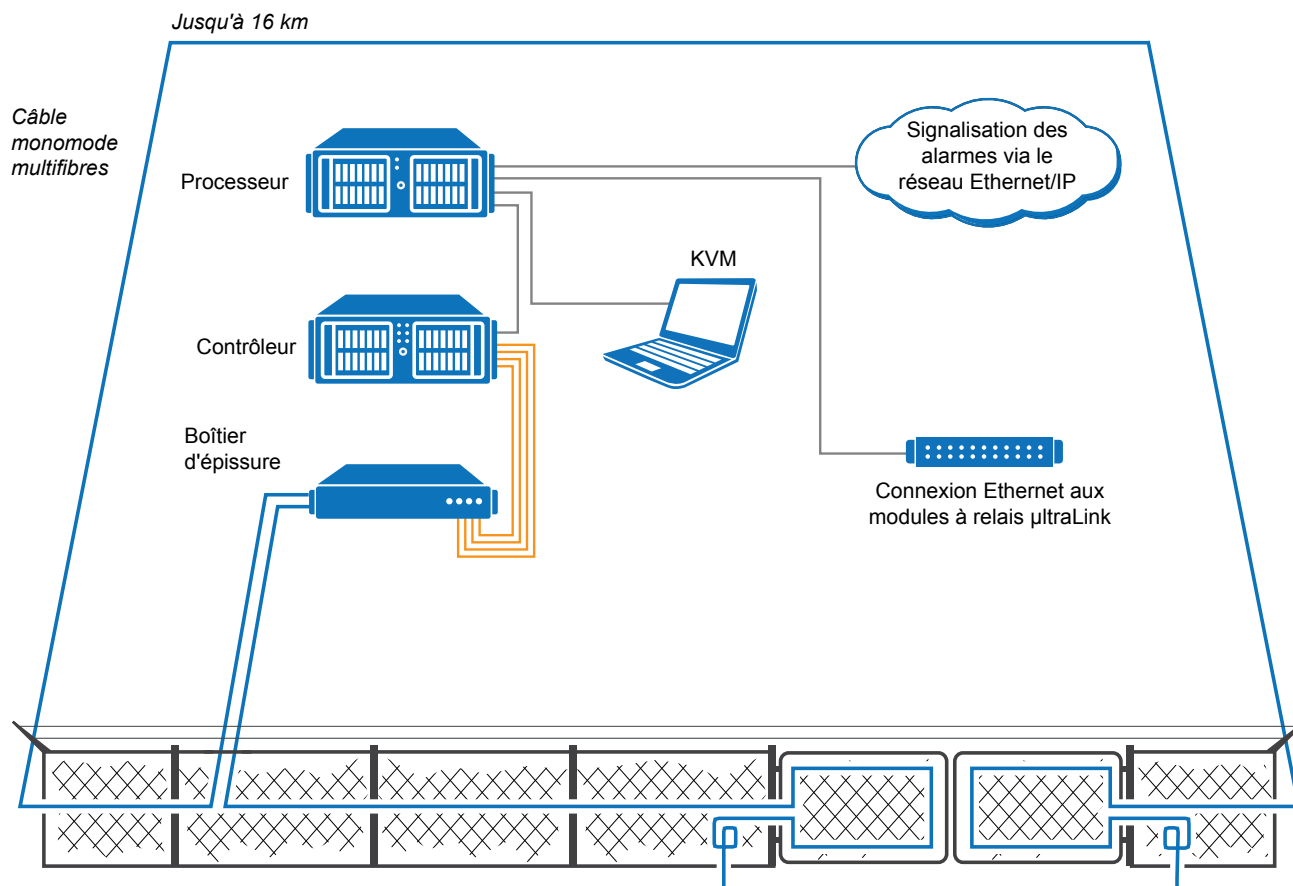 Jusqu'à 16 km
Câble
monomode
multifibres
Processeur
Signalisation des
alarmes via le
réseau Ethernet/IP
KVM
Contrôleur
Boîtier
d'épissure
Connexion Ethernet aux
modules à relais µltraLink